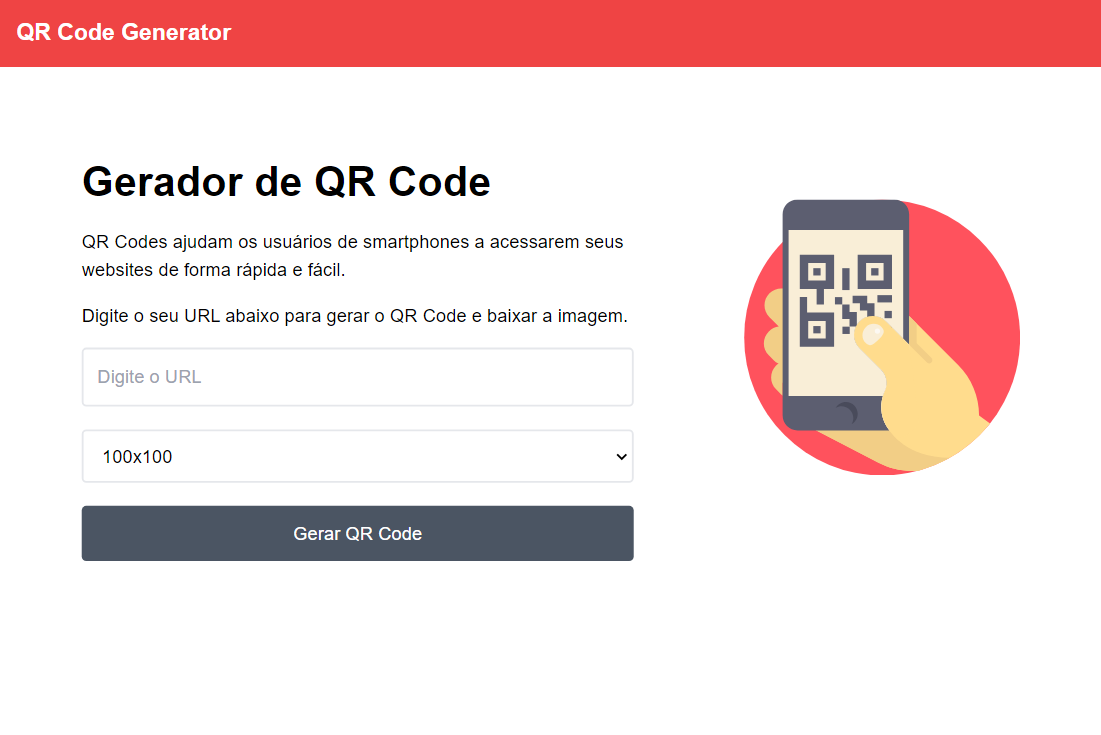 QR Code Generator
Gerador de QR Code
QR Codes ajudam os usuários de smartphones a acessarem seus
websites de forma rápida e fácil.
Digite o seu URL abaixo para gerar o QR Code e baixar a imagem.
Digite o URL
100x100
Gerar QR Code